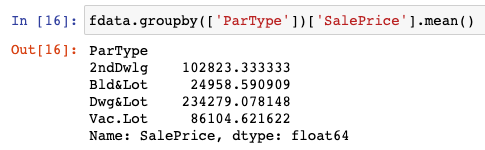 In [16]: fdata.groupby(['ParType'])['SalePrice'].mean()
Out[16]: ParType
2ndDwlg    102823.333333
Bld&Lot     24958.590909
Dwg&Lot    234279.078148
Vac.Lot     86104.621622
Name: SalePrice, dtype: float64